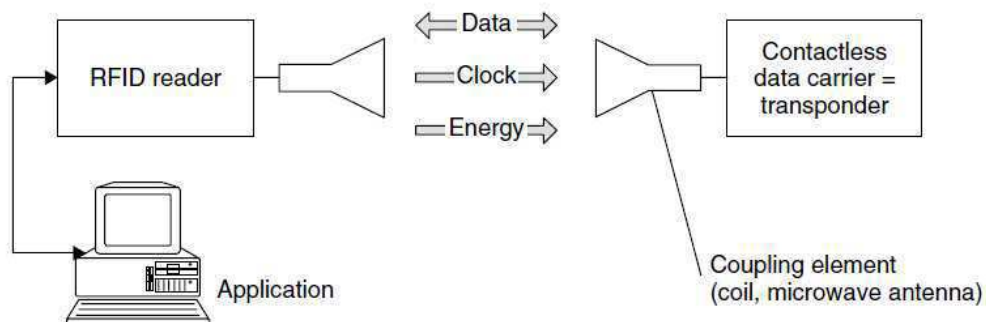 RFID reader
Data
Clock
Energy
Contactless
data carrier =
transponder
Application
Coupling element
(coil, microwave antenna)